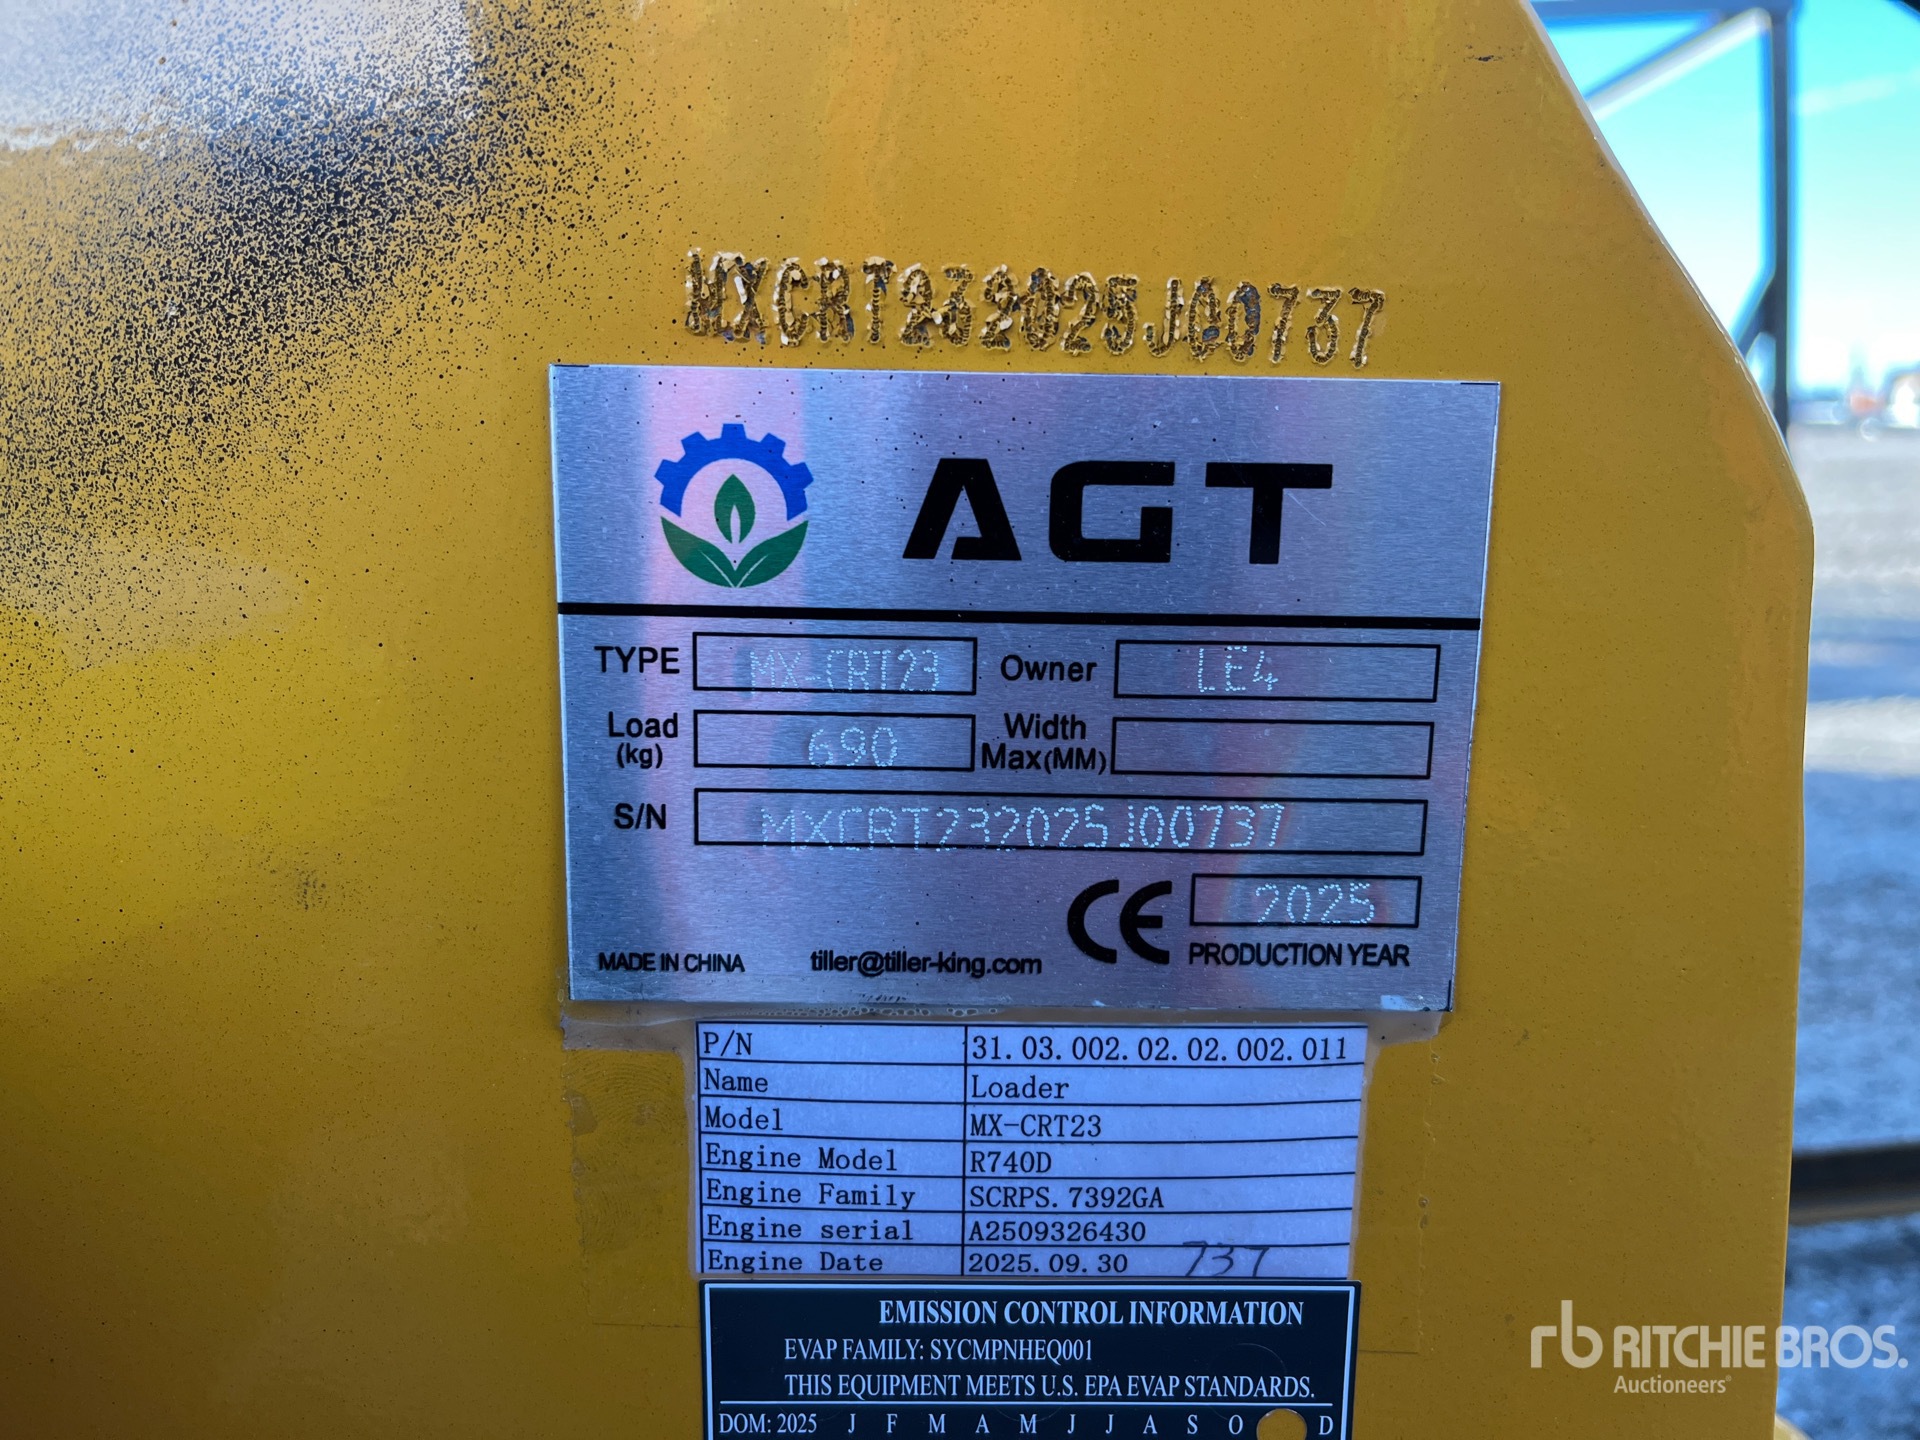 MXCRT232025J00737
AGT
TYPE MX-CRT23 Owner LE4
Load (kg) 690 Width Max(MM)
S/N MXCRT232025J00737
CE 2025
MADE IN CHINA tiller@tiller-king.com PRODUCTION YEAR
P/N 31.03.002.02.02.002.011
Name Loader
Model MX-CRT23
Engine Model R740D
Engine Family SCRPS.7392GA
Engine serial A2509326430
Engine Date 2025.09.30 737
EMISSION CONTROL INFORMATION
EVAP FAMILY: SYCMPNHEQ001
THIS EQUIPMENT MEETS U.S. EPA EVAP STANDARDS.
DOM: 2025 J F M A M J J A S O D
rb RITCHIE BROS.
Auctioneers